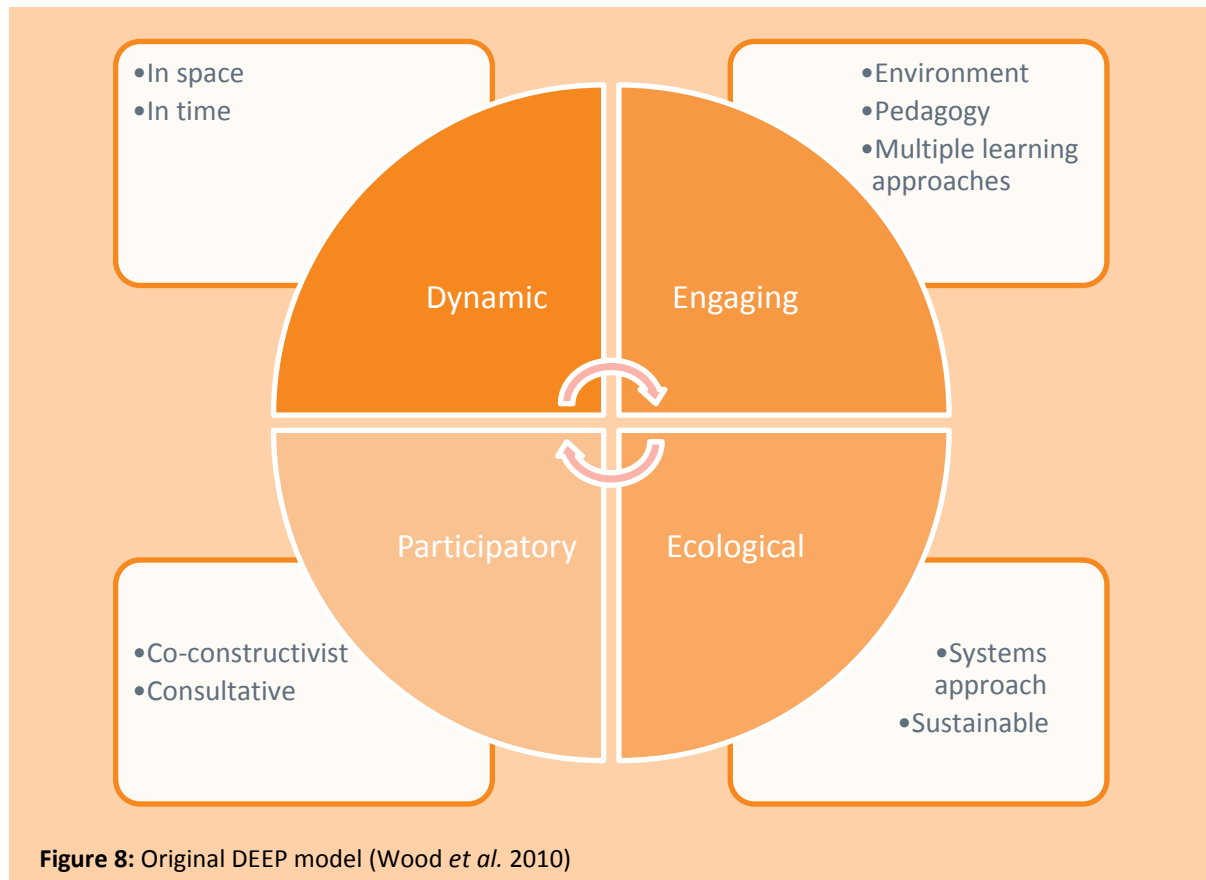 •In space
•In time
•Environment
•Pedagogy
•Multiple learning
approaches
Dynamic
Engaging
Participatory
Ecological
•Co-constructivist
•Consultative
•Systems
approach
•Sustainable
Figure 8: Original DEEP model (Wood et al. 2010)